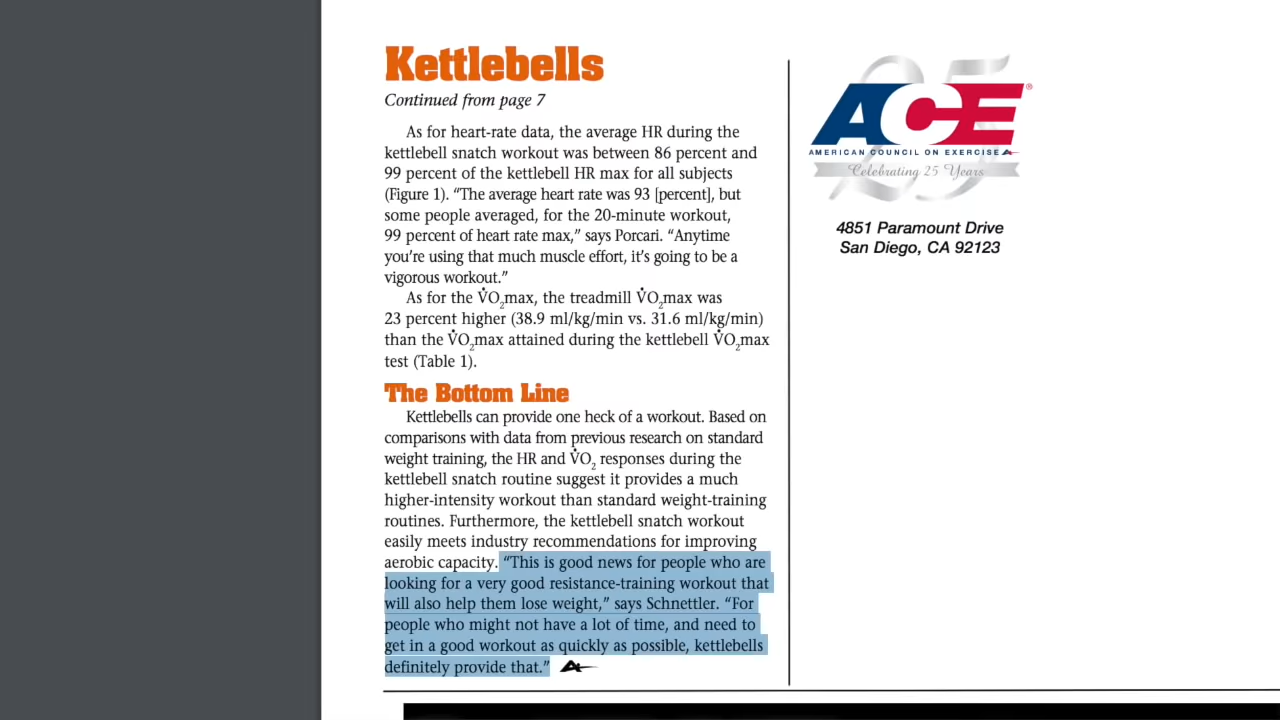 Kettlebells
Continued from page 7
As for heart-rate data, the average HR during the
kettlebell snatch workout was between 86 percent and
99 percent of the kettlebell HR max for all subjects
(Figure 1). “The average heart rate was 93 [percent], but
some people averaged, for the 20-minute workout,
99 percent of heart rate max,” says Porcari. “Anytime
you’re using that much muscle effort, it’s going to be a
vigorous workout.”
As for the V̇O₂max, the treadmill V̇O₂max was
23 percent higher (38.9 ml/kg/min vs. 31.6 ml/kg/min)
than the V̇O₂max attained during the kettlebell V̇O₂max
test (Table 1).
The Bottom Line
Kettlebells can provide one heck of a workout. Based on
comparisons with data from previous research on standard
weight training, the HR and V̇O₂ responses during the
kettlebell snatch routine suggest it provides a much
higher-intensity workout than standard weight-training
routines. Furthermore, the kettlebell snatch workout
easily meets industry recommendations for improving
aerobic capacity. “This is good news for people who are
looking for a very good resistance-training workout that
will also help them lose weight,” says Schnettler. “For
people who might not have a lot of time, and need to
get in a good workout as quickly as possible, kettlebells
definitely provide that.”
25
ACE®
AMERICAN COUNCIL ON EXERCISE
Celebrating 25 Years
4851 Paramount Drive
San Diego, CA 92123